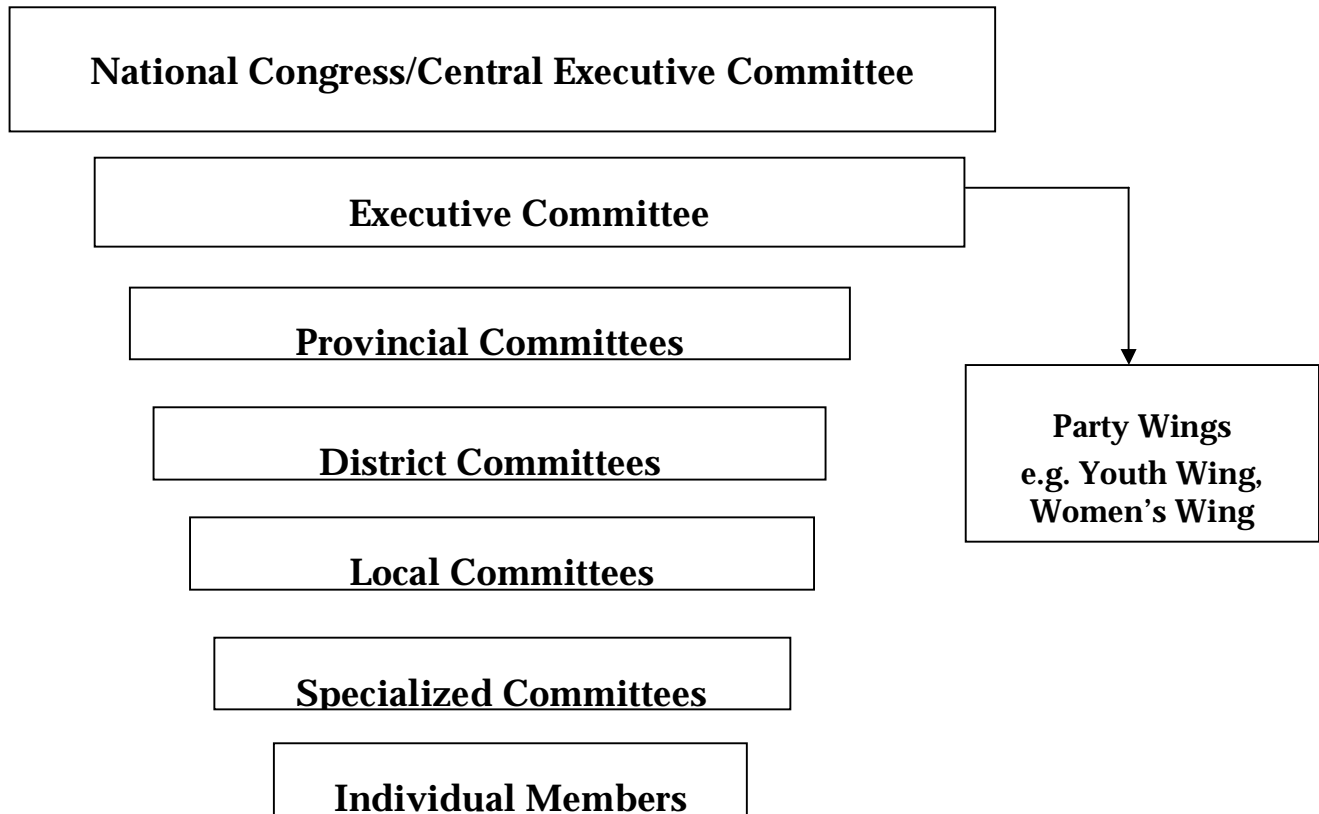 National Congress/Central Executive Committee
Executive Committee
Provincial Committees
District Committees
Local Committees
Specialized Committees
Individual Members
Party Wings
e.g. Youth Wing,
Women’s Wing